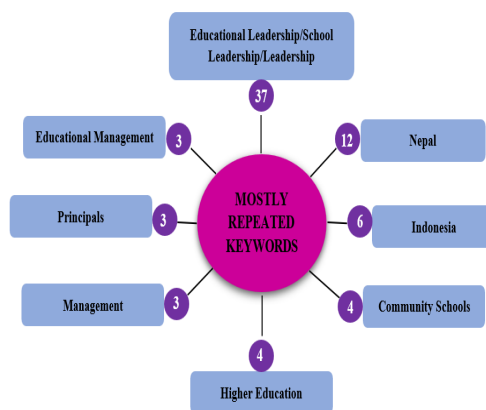 Educational Leadership/School
Leadership/Leadership
37
Educational Management
3
12
Nepal
MOSTLY
REPEATED
KEYWORDS
Principals
3
6
Indonesia
Management
3
4
Community Schools
4
Higher Education